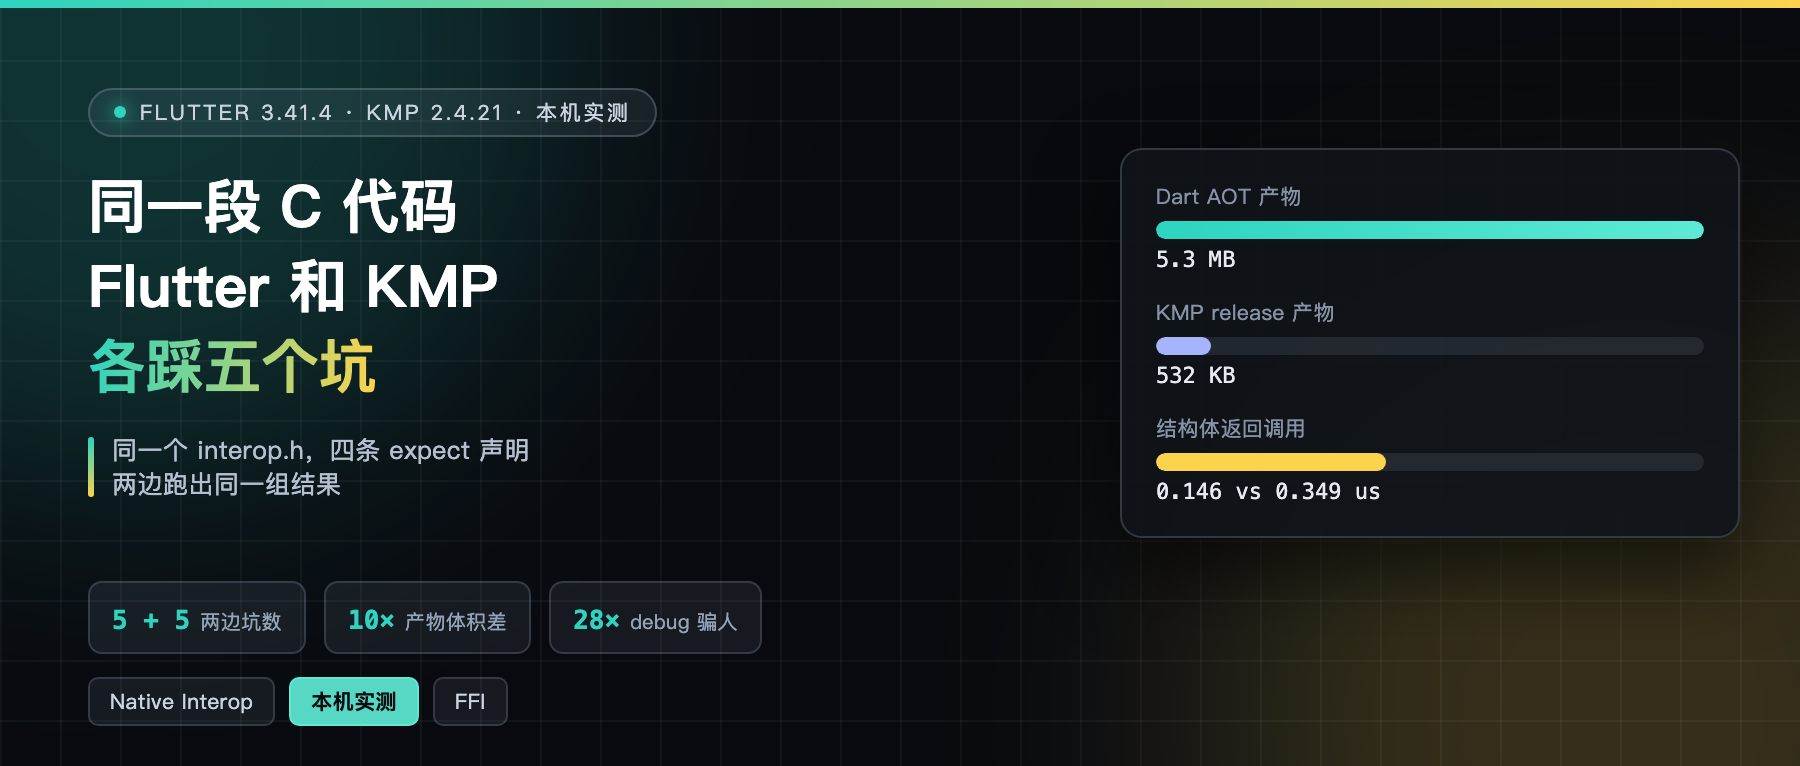 FLUTTER 3.41.4 · KMP 2.4.21 · 本机实测
同一段 C 代码
Flutter 和 KMP
各踩五个坑
同一个 interop.h，四条 expect 声明
两边跑出同一组结果
5 + 5 两边坑数
10× 产物体积差
28× debug 骗人
Native Interop
本机实测
FFI
Dart AOT 产物
5.3 MB
KMP release 产物
532 KB
结构体返回调用
0.146 vs 0.349 us